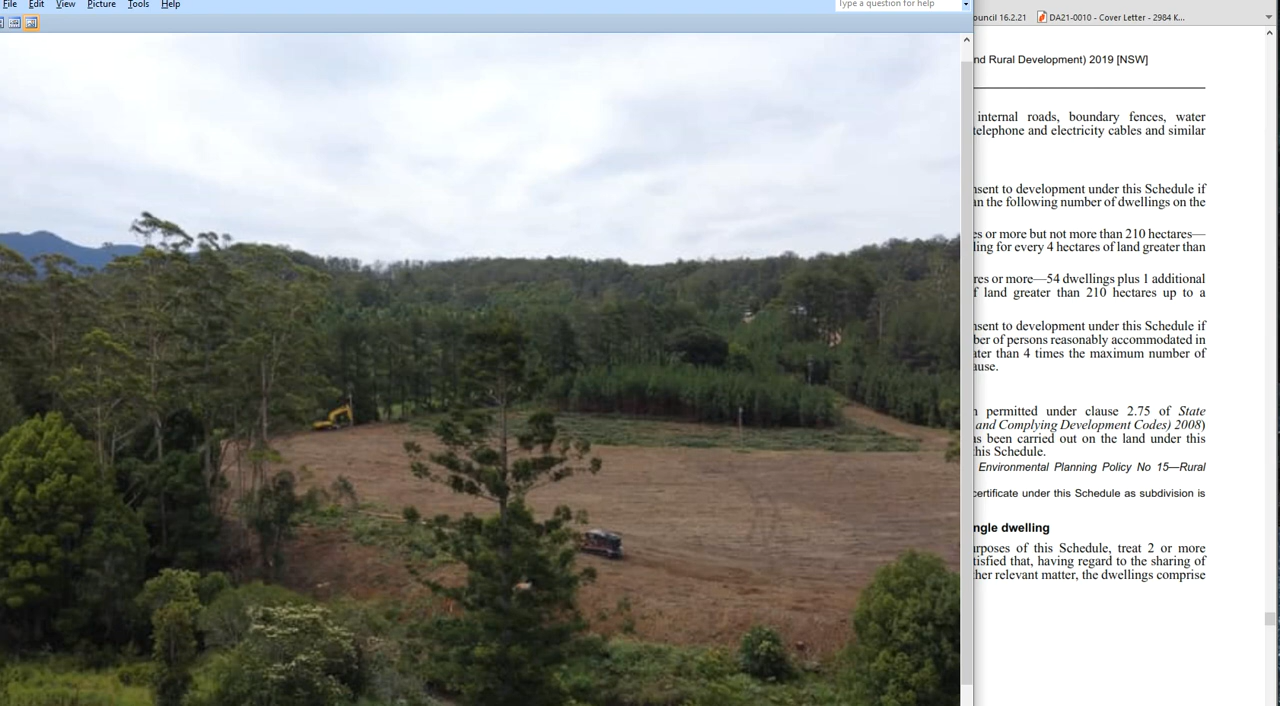 File Edit View Picture Tools Help
Type a question for help
ouncil 16.2.21 DA21-0010 - Cover Letter - 2984 K...
nd Rural Development) 2019 [NSW]
internal roads, boundary fences, water
telephone and electricity cables and similar
nsent to development under this Schedule if
an the following number of dwellings on the
es or more but not more than 210 hectares—
ling for every 4 hectares of land greater than
res or more—54 dwellings plus 1 additional
f land greater than 210 hectares up to a
nsent to development under this Schedule if
ber of persons reasonably accommodated in
ater than 4 times the maximum number of
ause.
n permitted under clause 2.75 of State
and Complying Development Codes) 2008)
as been carried out on the land under this
his Schedule.
Environmental Planning Policy No 15—Rural
certificate under this Schedule as subdivision is
ngle dwelling
urposes of this Schedule, treat 2 or more
tisfied that, having regard to the sharing of
her relevant matter, the dwellings comprise